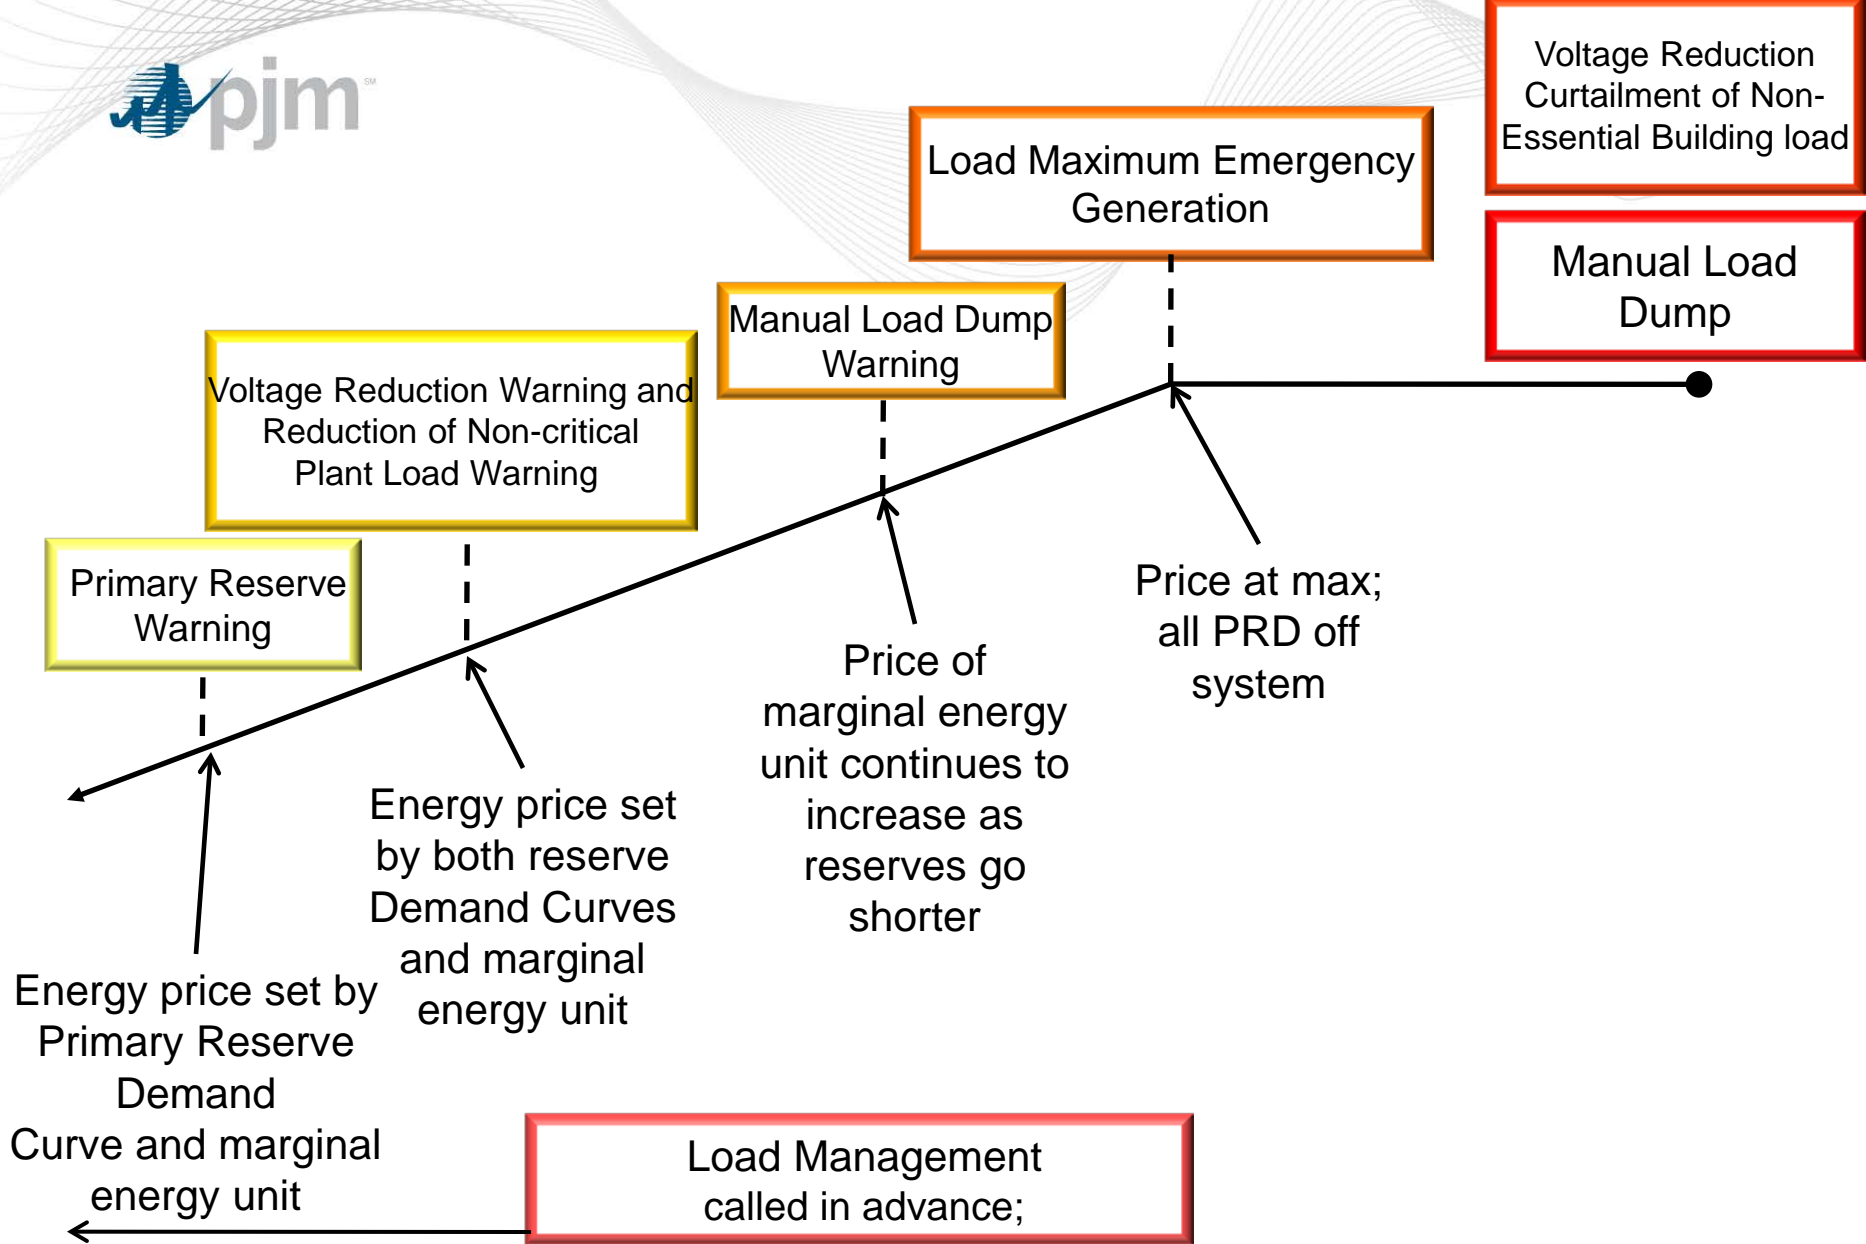 pjm
SM
Voltage Reduction
Curtailment of Non-
Essential Building load
Load Maximum Emergency
Generation
Manual Load
Dump
Manual Load Dump
Warning
Voltage Reduction Warning and
Reduction of Non-critical
Plant Load Warning
Primary Reserve
Warning
Price at max;
all PRD off
system
Price of
marginal energy
unit continues to
increase as
reserves go
shorter
Energy price set
by both reserve
Demand Curves
and marginal
energy unit
Energy price set by
Primary Reserve
Demand
Curve and marginal
energy unit
Load Management
called in advance;